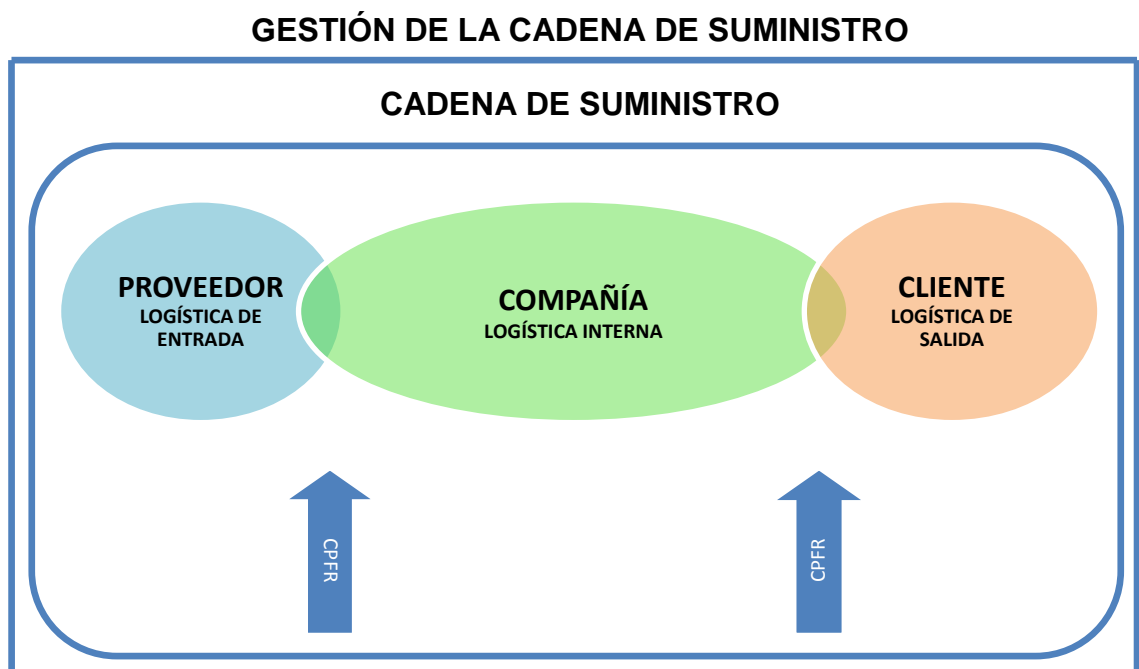 GESTIÓN DE LA CADENA DE SUMINISTRO
CADENA DE SUMINISTRO
PROVEEDOR
LOGÍSTICA DE
ENTRADA
COMPAÑÍA
LOGÍSTICA INTERNA
CLIENTE
LOGÍSTICA DE
SALIDA
CPFR
CPFR